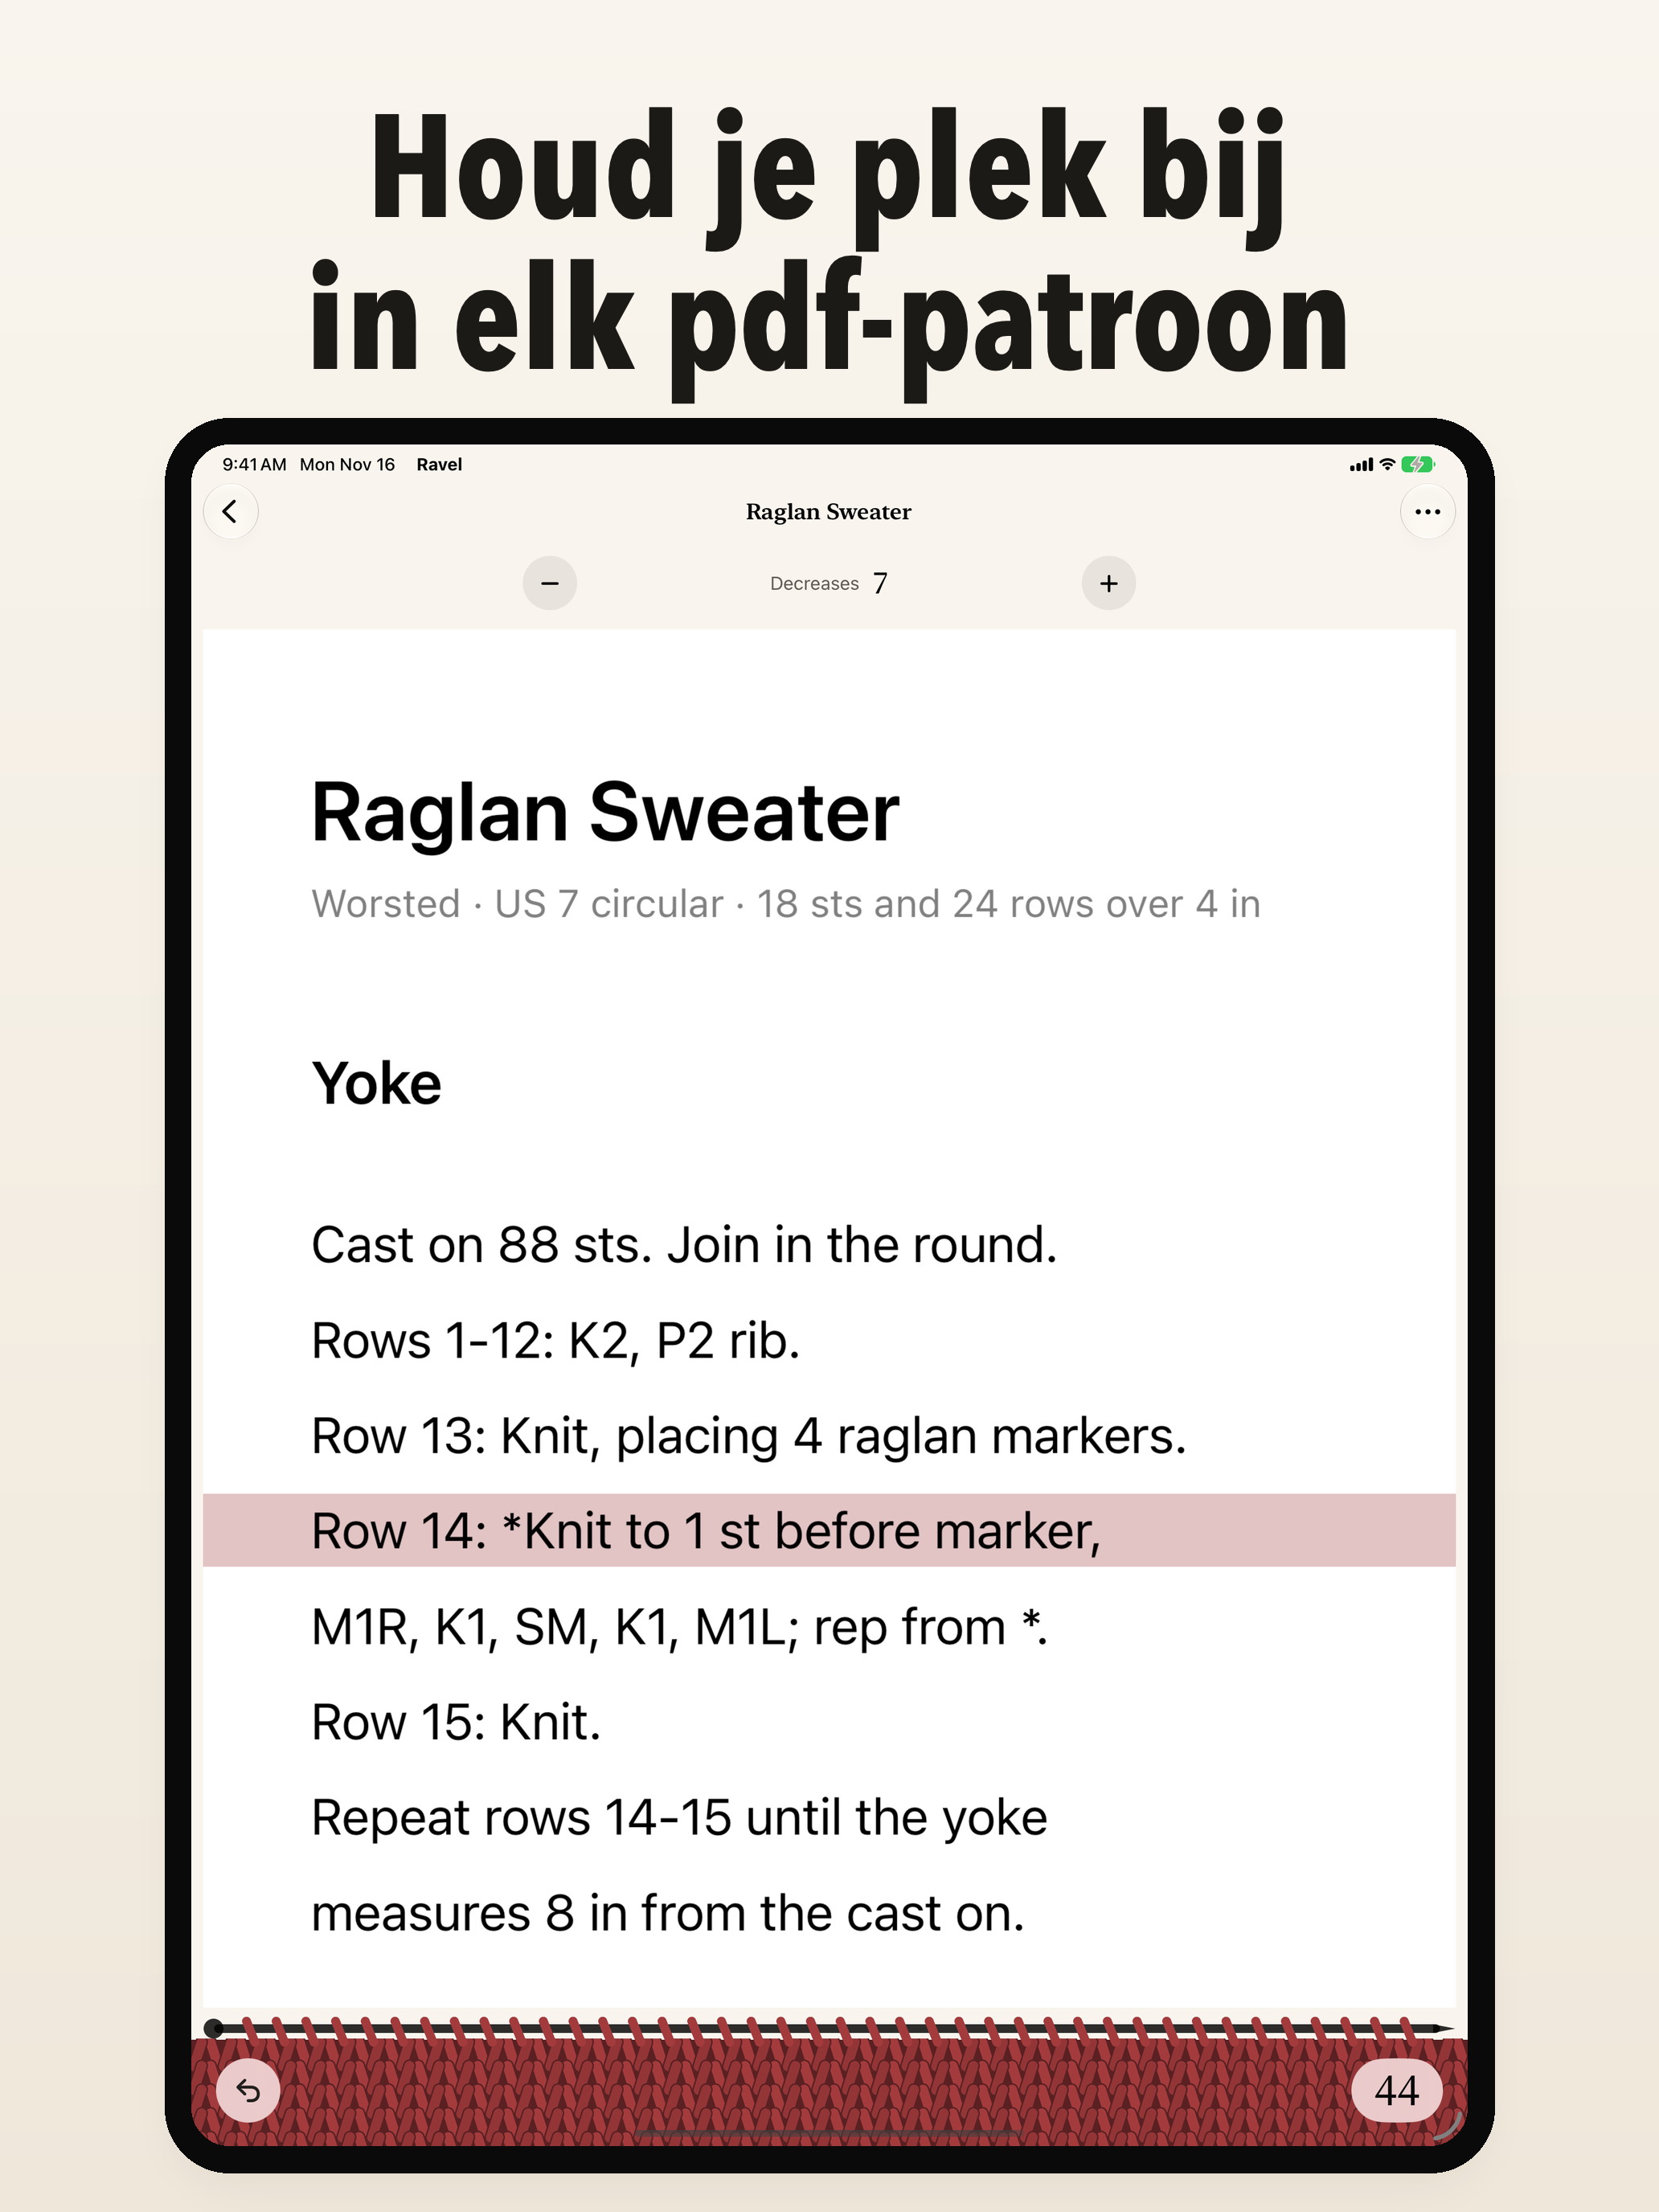 Houd je plek bij
in elk pdf-patroon
9:41 AM Mon Nov 16 Ravel
Raglan Sweater
Decreases 7
Raglan Sweater
Worsted · US 7 circular · 18 sts and 24 rows over 4 in
Yoke
Cast on 88 sts. Join in the round.
Rows 1-12: K2, P2 rib.
Row 13: Knit, placing 4 raglan markers.
Row 14: *Knit to 1 st before marker,
M1R, K1, SM, K1, M1L; rep from *.
Row 15: Knit.
Repeat rows 14-15 until the yoke
measures 8 in from the cast on.
44